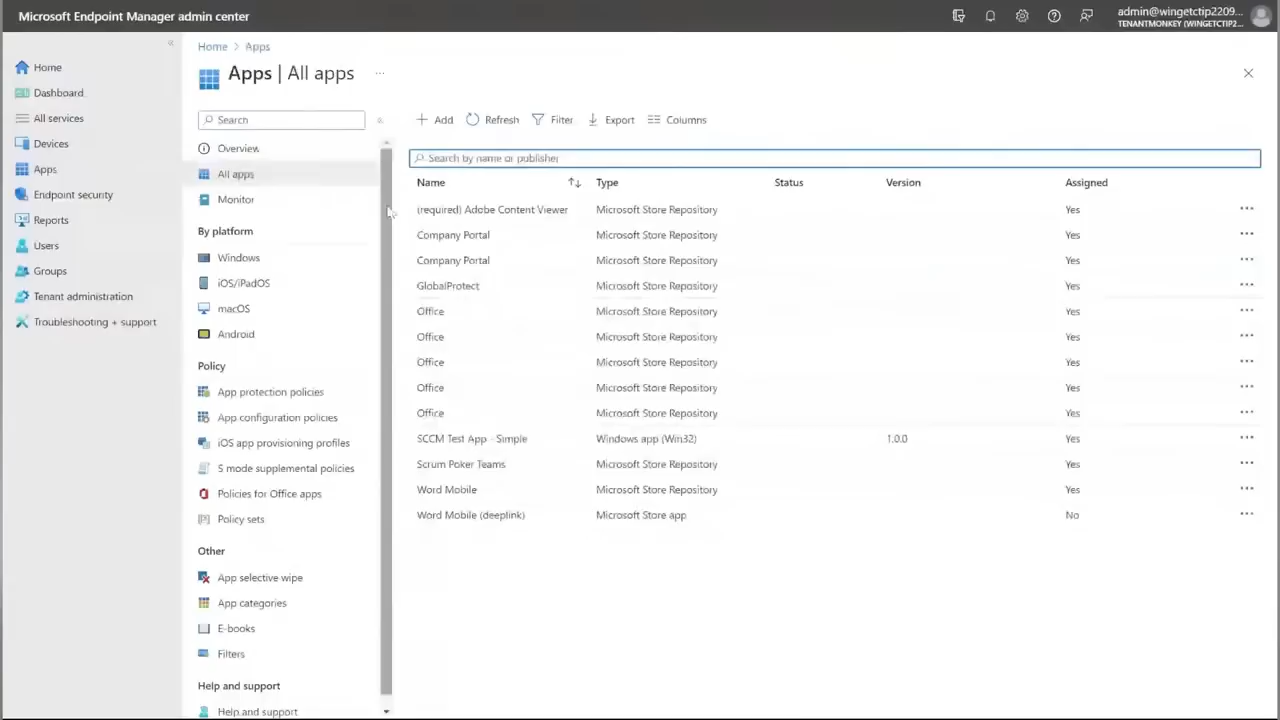 Microsoft Endpoint Manager admin center
admin@wingetctip2209...
TENANTMONKEY (WINGETCTIP2...
Home
Dashboard
All services
Devices
Apps
Endpoint security
Reports
Users
Groups
Tenant administration
Troubleshooting + support
Home > Apps
Apps | All apps ...
Search
Overview
All apps
Monitor
By platform
Windows
iOS/iPadOS
macOS
Android
Policy
App protection policies
App configuration policies
iOS app provisioning profiles
S mode supplemental policies
Policies for Office apps
Policy sets
Other
App selective wipe
App categories
E-books
Filters
Help and support
Help and support
Add Refresh Filter Export Columns
Search by name or publisher
Name Type Status Version Assigned
(required) Adobe Content Viewer Microsoft Store Repository Yes ...
Company Portal Microsoft Store Repository Yes ...
Company Portal Microsoft Store Repository Yes ...
GlobalProtect Microsoft Store Repository Yes ...
Office Microsoft Store Repository Yes ...
Office Microsoft Store Repository Yes ...
Office Microsoft Store Repository Yes ...
Office Microsoft Store Repository Yes ...
Office Microsoft Store Repository Yes ...
SCCM Test App - Simple Windows app (Win32) 1.0.0 Yes ...
Scrum Poker Teams Microsoft Store Repository Yes ...
Word Mobile Microsoft Store Repository Yes ...
Word Mobile (deeplink) Microsoft Store app No ...